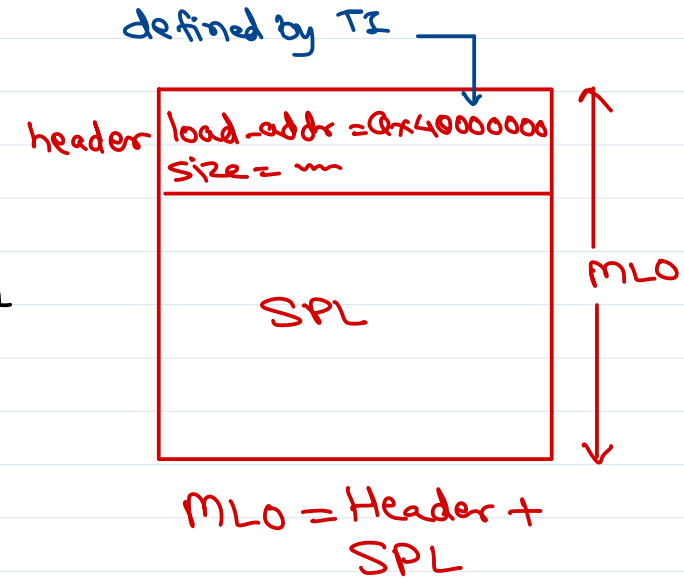 defined by TI
header
load_addr = 0x40000000
size =
SPL
MLO
MLO = Header +
SPL